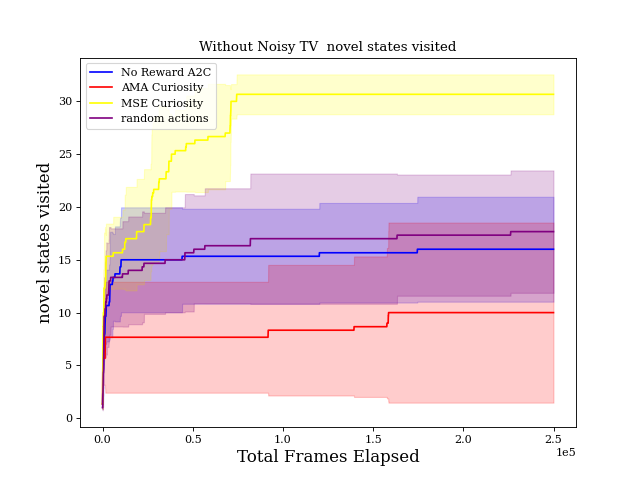 Without Noisy TV  novel states visited
No Reward A2C
AMA Curiosity
MSE Curiosity
random actions
novel states visited
30
25
20
15
10
5
0
0.0 0.5 1.0 1.5 2.0 2.5
1e5
Total Frames Elapsed